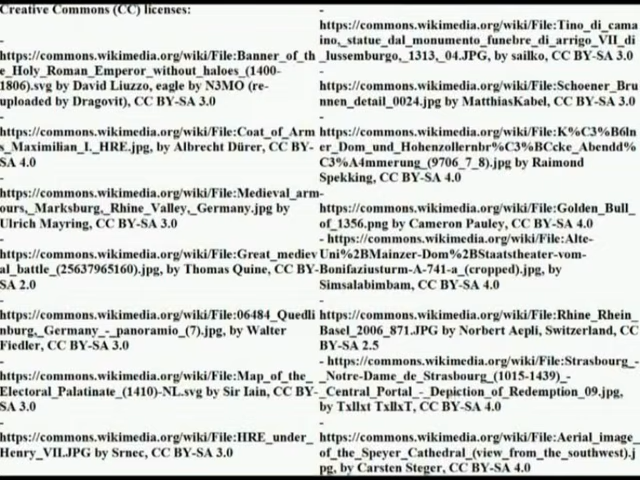 Creative Commons (CC) licenses:
-
https://commons.wikimedia.org/wiki/File:Banner_of_th
e_Holy_Roman_Emperor_without_haloes_(1400-
1806).svg by David Liuzzo, eagle by N3MO (re-
uploaded by Dragovit), CC BY-SA 3.0
-
https://commons.wikimedia.org/wiki/File:Coat_of_Arm
s_Maximilian_I._HRE.jpg, by Albrecht Dürer, CC BY-
SA 4.0
-
https://commons.wikimedia.org/wiki/File:Medieval_arm
ours,_Marksburg,_Rhine_Valley,_Germany.jpg by
Ulrich Mayring, CC BY-SA 3.0
-
https://commons.wikimedia.org/wiki/File:Great_mediev
al_battle_(25637965160).jpg, by Thomas Quine, CC BY-
SA 2.0
-
https://commons.wikimedia.org/wiki/File:06484_Quedli
nburg,_Germany_-_panoramio_(7).jpg, by Walter
Fiedler, CC BY-SA 3.0
-
https://commons.wikimedia.org/wiki/File:Map_of_the_
Electoral_Palatinate_(1410)-NL.svg by Sir Iain, CC BY-
SA 3.0
-
https://commons.wikimedia.org/wiki/File:HRE_under_
Henry_VII.JPG by Srnec, CC BY-SA 3.0
-
https://commons.wikimedia.org/wiki/File:Tino_di_cama
ino,_statue_dal_monumento_funebre_di_arrigo_VII_di
_lussemburgo,_1313,_04.JPG, by sailko, CC BY-SA 3.0
-
https://commons.wikimedia.org/wiki/File:Schoener_Bru
nnen_detail_0024.jpg by MatthiasKabel, CC BY-SA 3.0
-
https://commons.wikimedia.org/wiki/File:K%C3%B6ln
er_Dom_und_Hohenzollernbr%C3%BCcke_Abendd%
C3%A4mmerung_(9706_7_8).jpg by Raimond
Spekking, CC BY-SA 4.0
-
https://commons.wikimedia.org/wiki/File:Golden_Bull_
of_1356.png by Cameron Pauley, CC BY-SA 4.0
- https://commons.wikimedia.org/wiki/File:Alte-
Uni%2BMainzer-Dom%2BStaatstheater-vom-
Bonifaziusturm-A-741-a_(cropped).jpg, by
Simsalabimbam, CC BY-SA 4.0
-
https://commons.wikimedia.org/wiki/File:Rhine_Rhein_
Basel_2006_871.JPG by Norbert Aepli, Switzerland, CC
BY-SA 2.5
- https://commons.wikimedia.org/wiki/File:Strasbourg_-
_Notre-Dame_de_Strasbourg_(1015-1439)_-
_Central_Portal_-_Depiction_of_Redemption_09.jpg,
by Txllxt TxllxT, CC BY-SA 4.0
-
https://commons.wikimedia.org/wiki/File:Aerial_image_
of_the_Speyer_Cathedral_(view_from_the_southwest).j
pg, by Carsten Steger, CC BY-SA 4.0